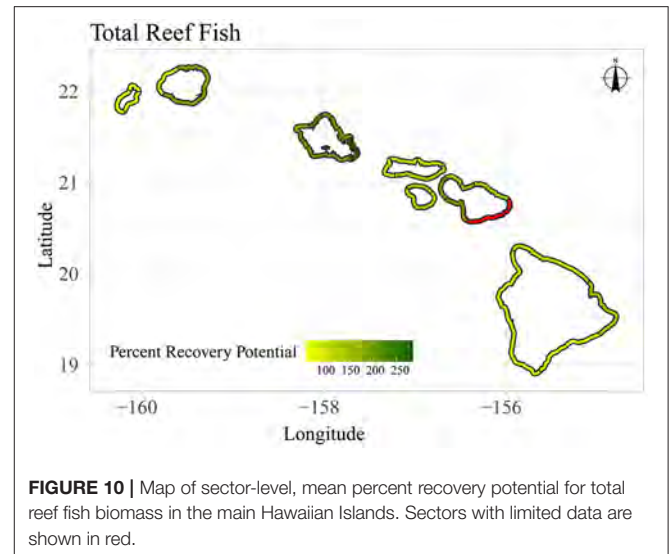 Total Reef Fish
N
22
21
20
19
Latitude
Percent Recovery Potential
100 150 200 250
−160 −158 −156
Longitude
FIGURE 10 | Map of sector-level, mean percent recovery potential for total
reef fish biomass in the main Hawaiian Islands. Sectors with limited data are
shown in red.